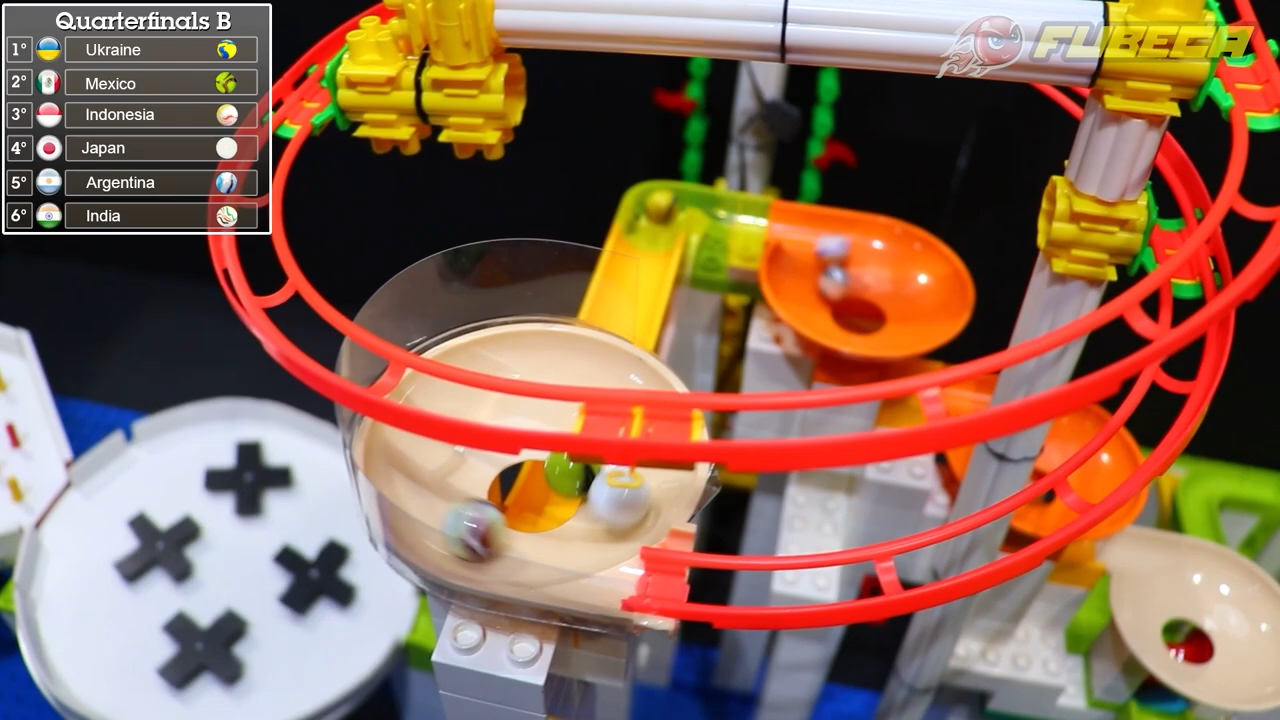 Quarterfinals B
1° Ukraine
2° Mexico
3° Indonesia
4° Japan
5° Argentina
6° India
FUBECA